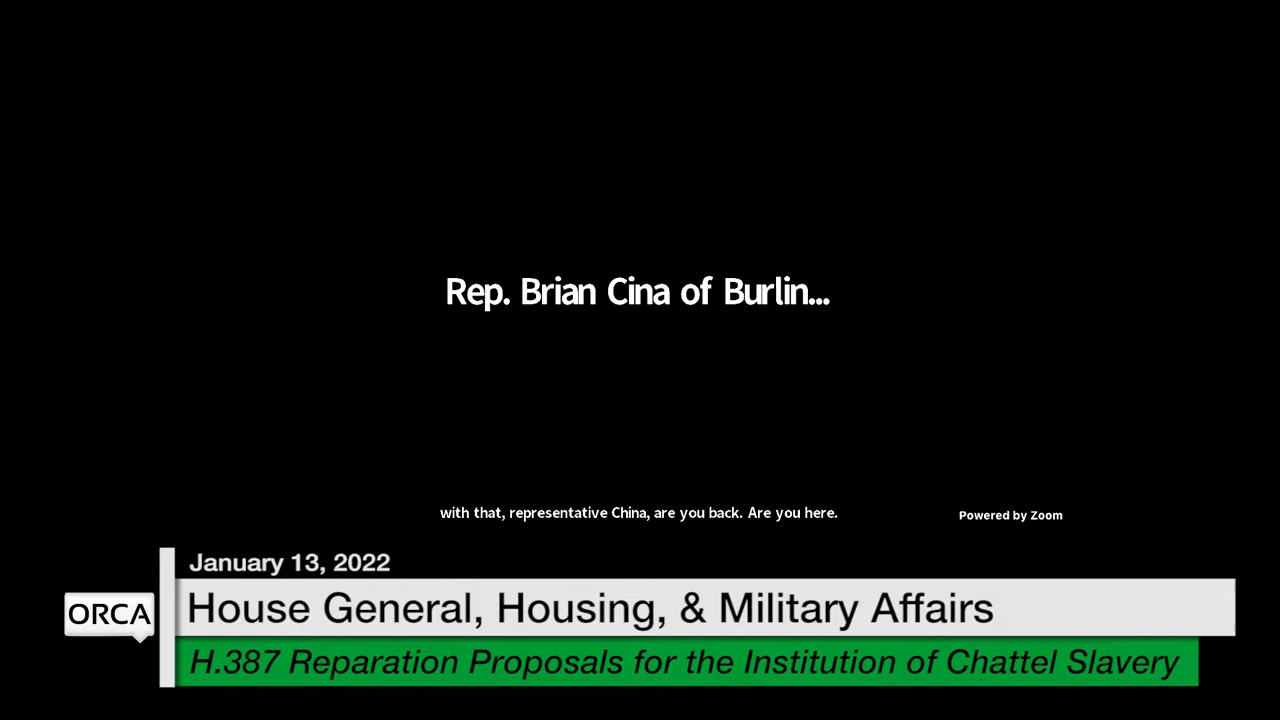 Rep. Brian Cina of Burlin...
with that, representative China, are you back. Are you here.
Powered by Zoom
January 13, 2022
ORCA
House General, Housing, & Military Affairs
H.387 Reparation Proposals for the Institution of Chattel Slavery